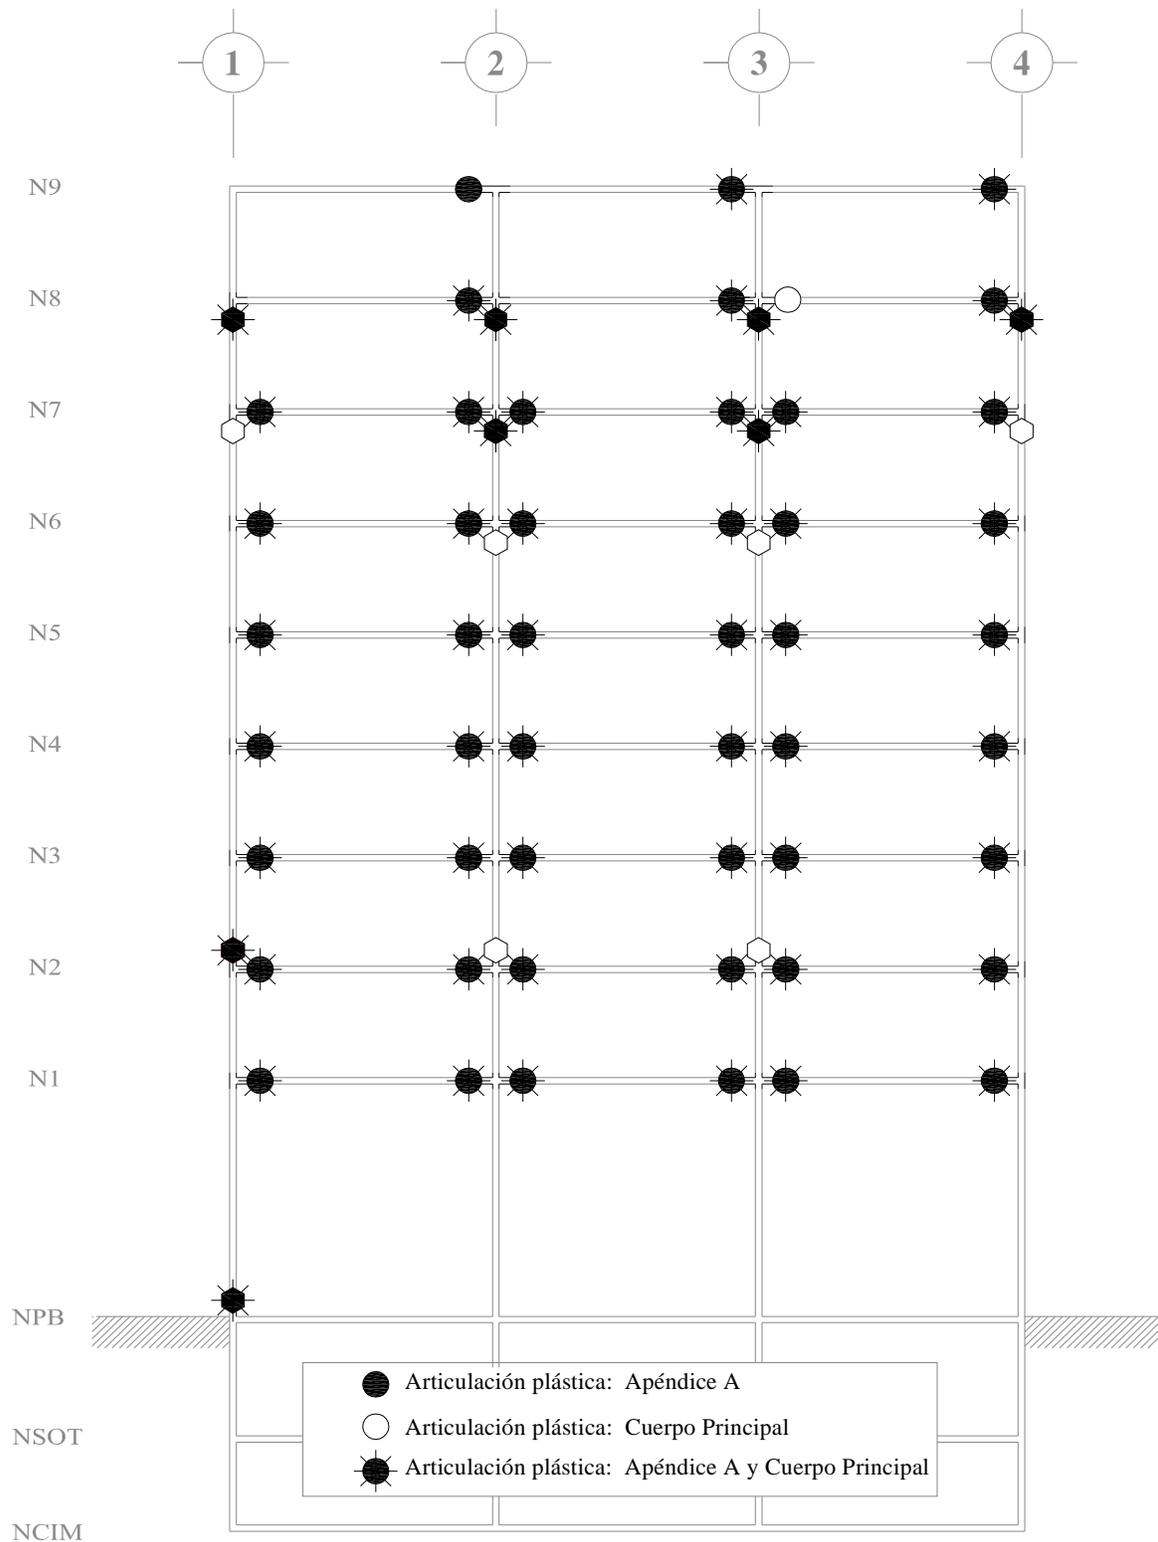 1 2 3 4
N9
N8
N7
N6
N5
N4
N3
N2
N1
NPB
Articulación plástica: Apéndice A
Articulación plástica: Cuerpo Principal
NSOT
Articulación plástica: Apéndice A y Cuerpo Principal
NCIM